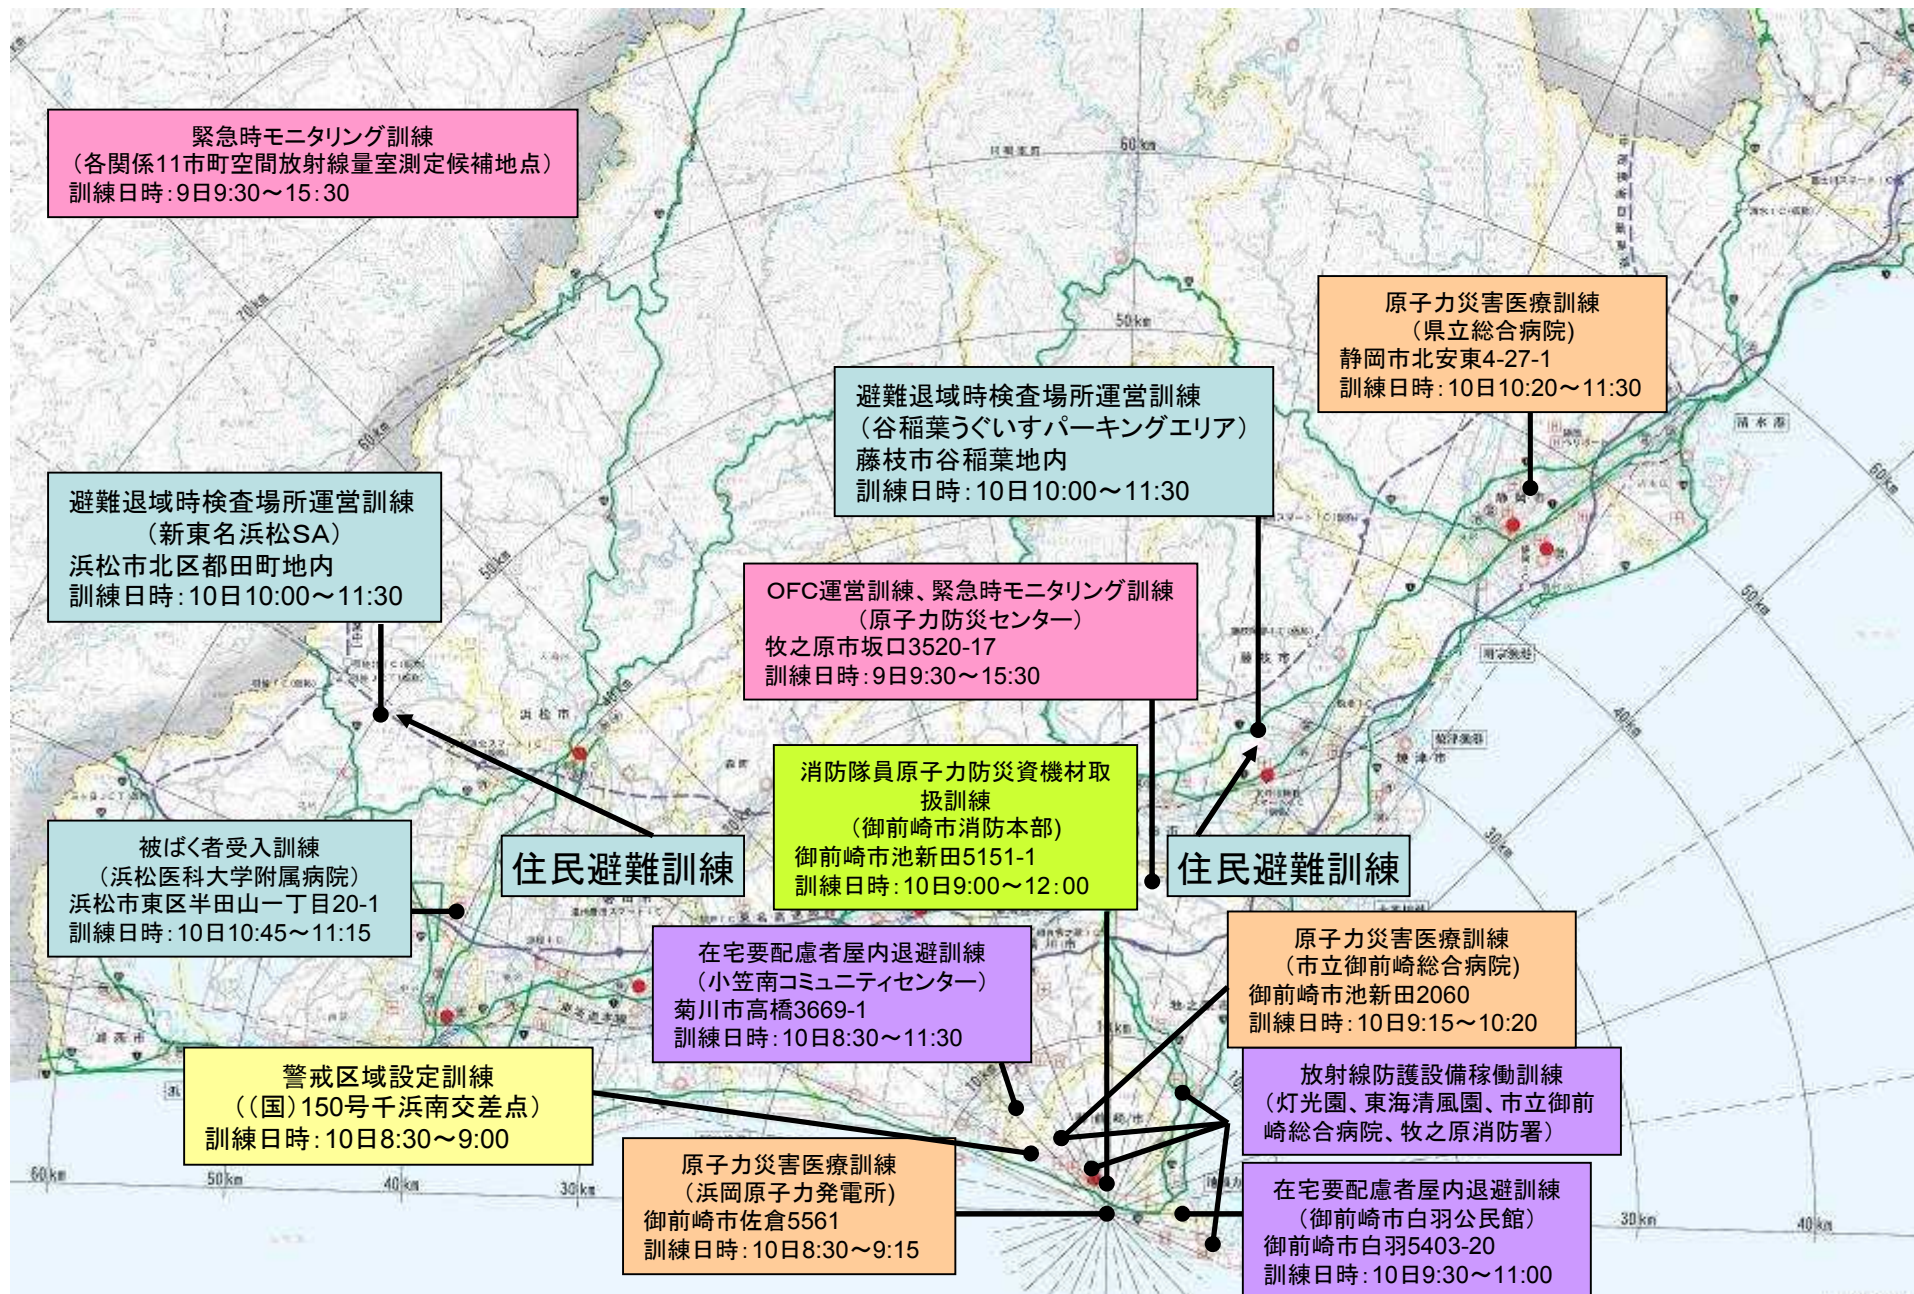 緊急時モニタリング訓練
（各関係11市町空間放射線量室測定候補地点）
訓練日時：9日9:30～15:30
原子力災害医療訓練
（県立総合病院）
静岡市北安東4-27-1
訓練日時：10日10:20～11:30
避難退域時検査場所運営訓練
（谷稲葉うぐいすパーキングエリア）
藤枝市谷稲葉地内
訓練日時：10日10:00～11:30
避難退域時検査場所運営訓練
（新東名浜松SA）
浜松市北区都田町地内
訓練日時：10日10:00～11:30
OFC運営訓練、緊急時モニタリング訓練
（原子力防災センター）
牧之原市坂口3520-17
訓練日時：9日9:30～15:30
消防隊員原子力防災資機材取
扱訓練
（御前崎市消防本部）
御前崎市池新田5151-1
訓練日時：10日9:00～12:00
住民避難訓練
住民避難訓練
被ばく者受入訓練
（浜松医科大学附属病院）
浜松市東区半田山一丁目20-1
訓練日時：10日10:45～11:15
在宅要配慮者屋内退避訓練
（小笠南コミュニティセンター）
菊川市高橋3669-1
訓練日時：10日8:30～11:30
原子力災害医療訓練
（市立御前崎総合病院）
御前崎市池新田2060
訓練日時：10日9:15～10:20
警戒区域設定訓練
（（国）150号千浜南交差点）
訓練日時：10日8:30～9:00
放射線防護設備稼働訓練
（灯光園、東海清風園、市立御前
崎総合病院、牧之原消防署）
原子力災害医療訓練
（浜岡原子力発電所）
御前崎市佐倉5561
訓練日時：10日8:30～9:15
在宅要配慮者屋内退避訓練
（御前崎市白羽公民館）
御前崎市白羽5403-20
訓練日時：10日9:30～11:00
60km
50km
70km
60km
50km
40km
清水港
60km
50km
40km
30km
浜松市
藤枝市
焼津市
森町
湖西市
60km
50km
40km
30km
30km
40km